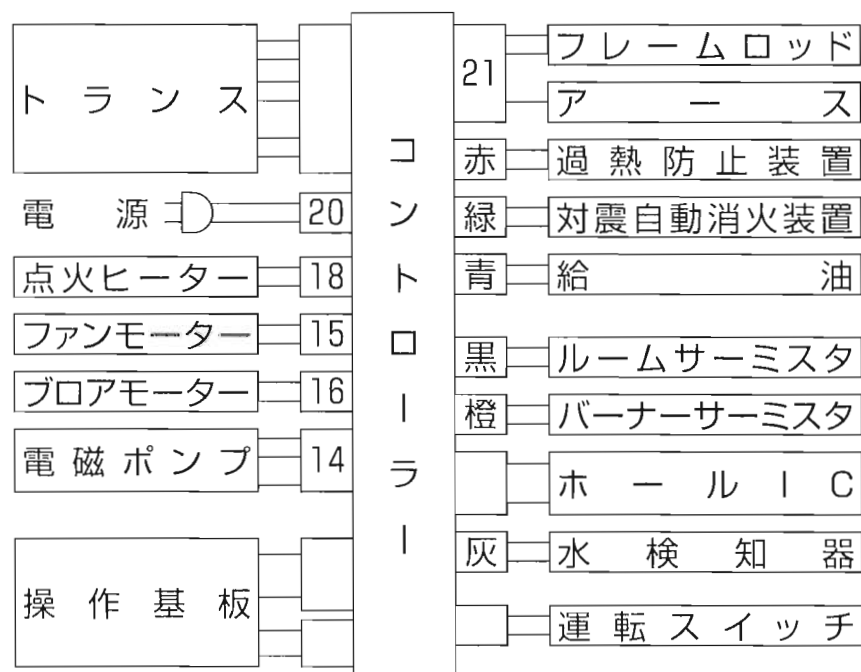 トランス
電源 20
点火ヒーター 18
ファンモーター 15
ブロアモーター 16
電磁ポンプ 14
操作基板
コントローラー
21 フレームロッド
アース
赤 過熱防止装置
緑 対震自動消火装置
青 給油
黒 ルームサーミスタ
橙 バーナーサーミスタ
ホールIC
灰 水検知器
運転スイッチ